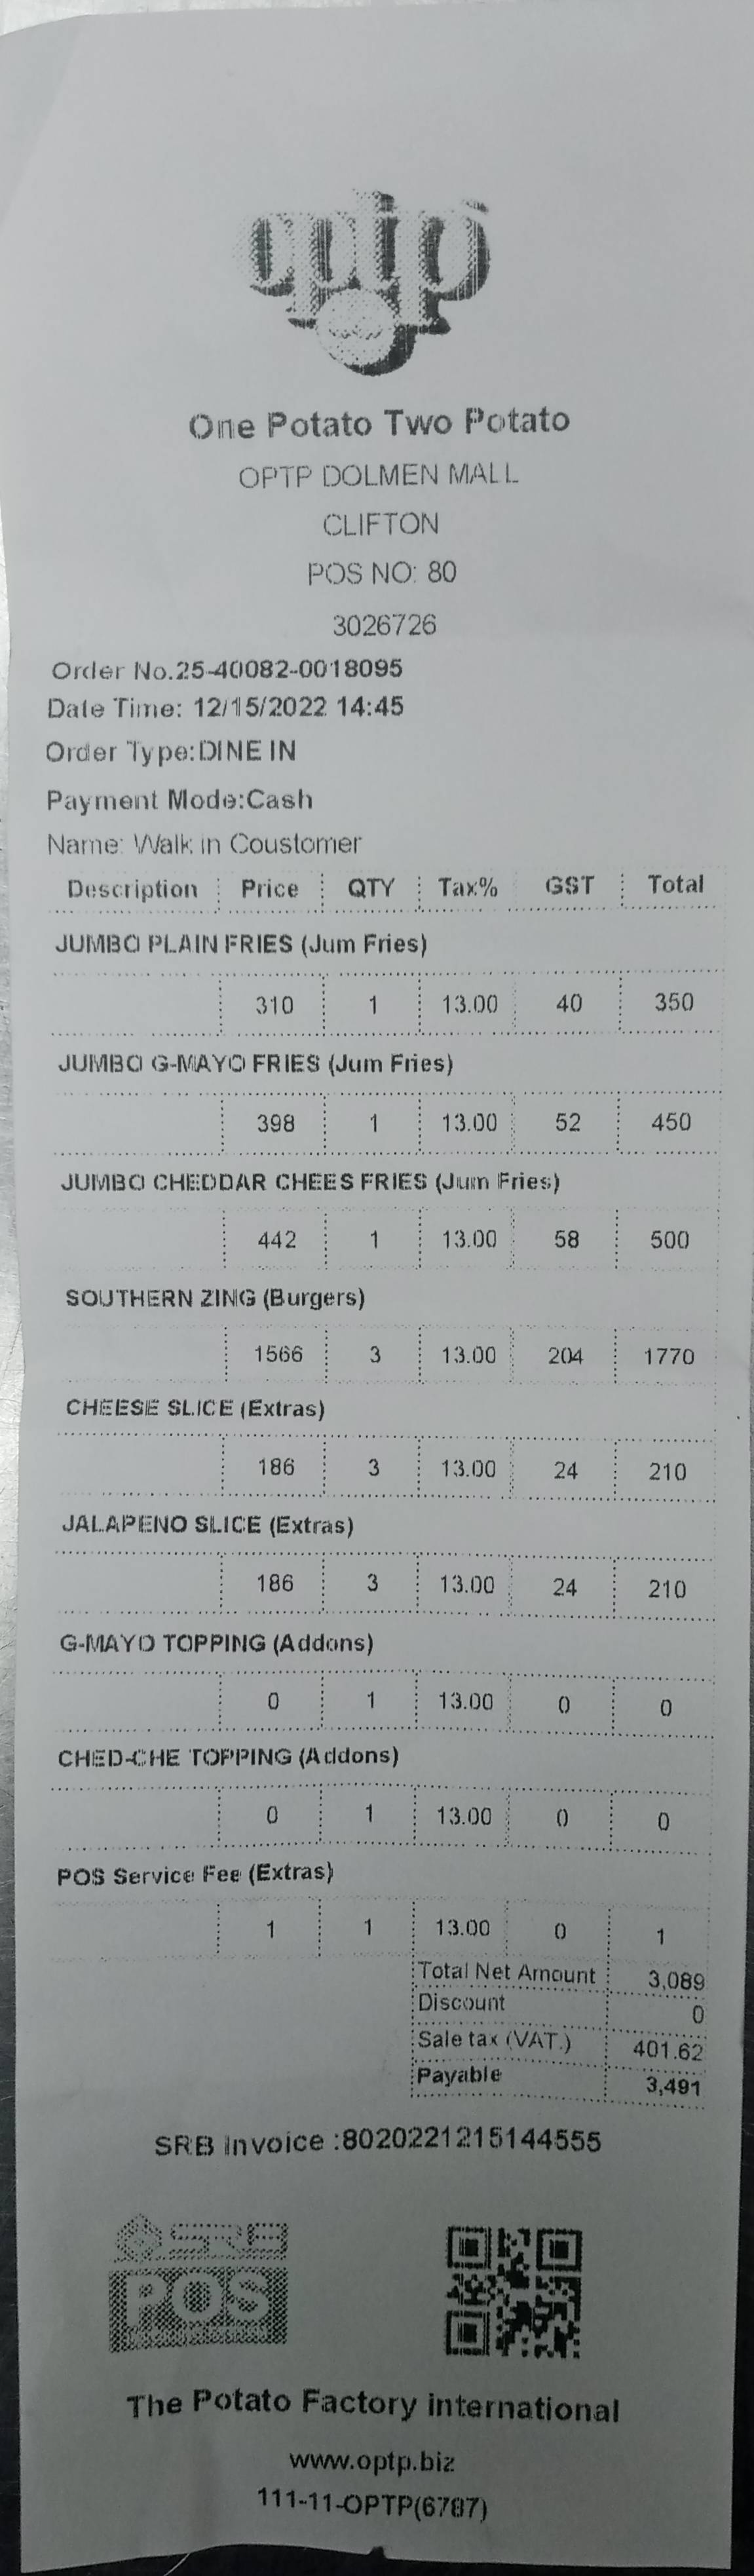 optp
One Potato Two Potato
OPTP DOLMEN MALL
CLIFTON
POS NO: 80
3026726
Order No.25-40082-0018095
Date Time: 12/15/2022 14:45
Order Type:DINE IN
Payment Mode:Cash
Name: Walk in Coustomer
Description Price QTY Tax% GST Total
JUMBO PLAIN FRIES (Jum Fries)
310 1 13.00 40 350
JUMBO G-MAYO FRIES (Jum Fries)
398 1 13.00 52 450
JUMBO CHEDDAR CHEES FRIES (Jum Fries)
442 1 13.00 58 500
SOUTHERN ZING (Burgers)
1566 3 13.00 204 1770
CHEESE SLICE (Extras)
186 3 13.00 24 210
JALAPENO SLICE (Extras)
186 3 13.00 24 210
G-MAYO TOPPING (Addons)
0 1 13.00 0 0
CHED-CHE TOPPING (Addons)
0 1 13.00 0 0
POS Service Fee (Extras)
1 1 13.00 0 1
Total Net Amount 3,089
Discount 0
Sale tax (VAT.) 401.62
Payable 3,491
SRB Invoice :8020221215144555
SRB
POS
The Potato Factory international
www.optp.biz
111-11-OPTP(6787)